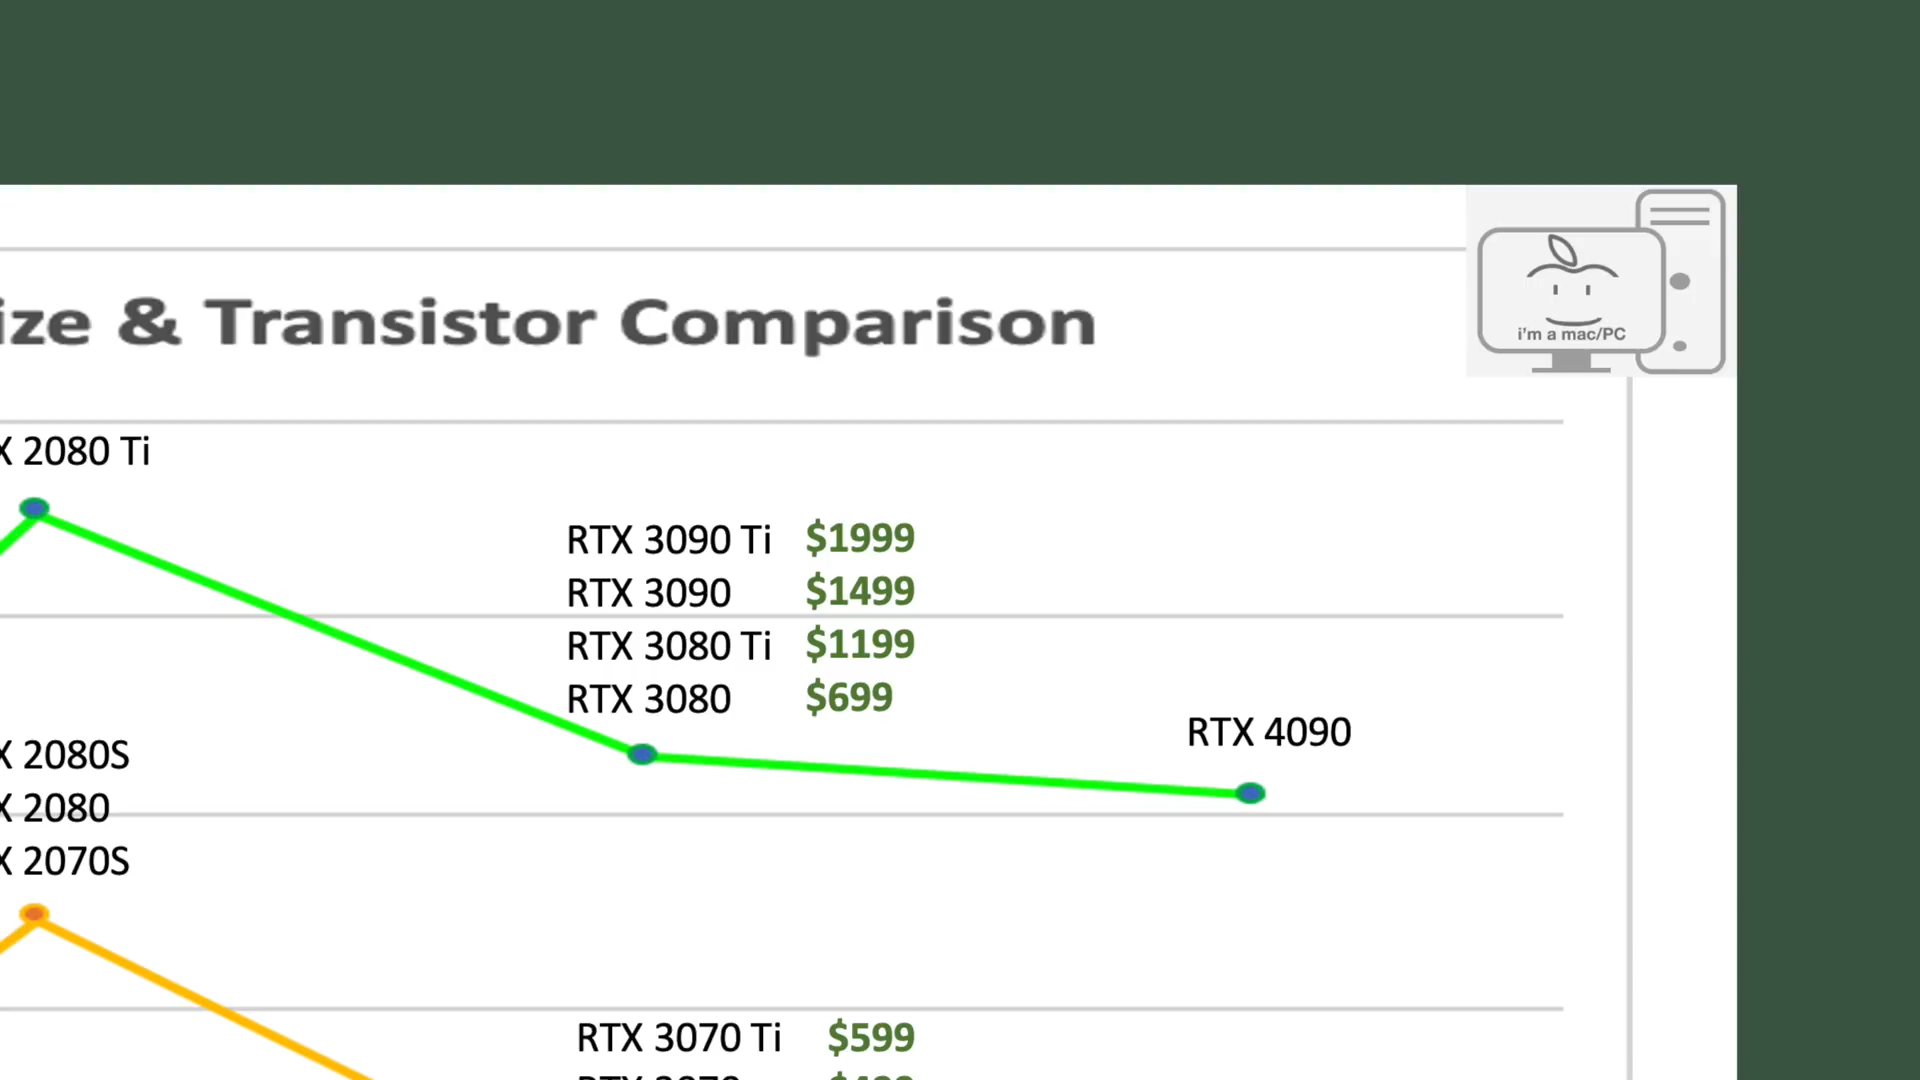 ize & Transistor Comparison
i'm a mac/PC
X 2080 Ti
RTX 3090 Ti $1999
RTX 3090 $1499
RTX 3080 Ti $1199
RTX 3080 $699
RTX 4090
X 2080S
X 2080
X 2070S
RTX 3070 Ti $599